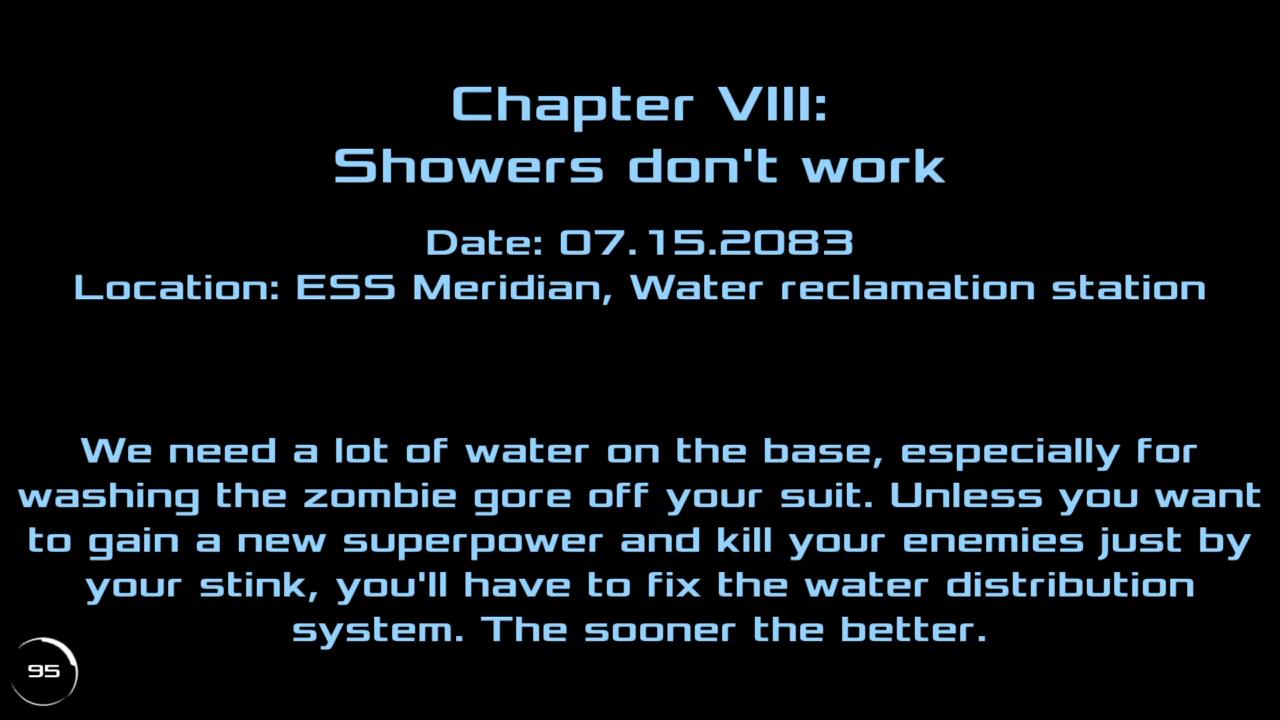 Chapter VIII:
Showers don't work
Date: 07.15.2083
Location: ESS Meridian, Water reclamation station
We need a lot of water on the base, especially for
washing the zombie gore off your suit. Unless you want
to gain a new superpower and kill your enemies just by
your stink, you'll have to fix the water distribution
system. The sooner the better.
95